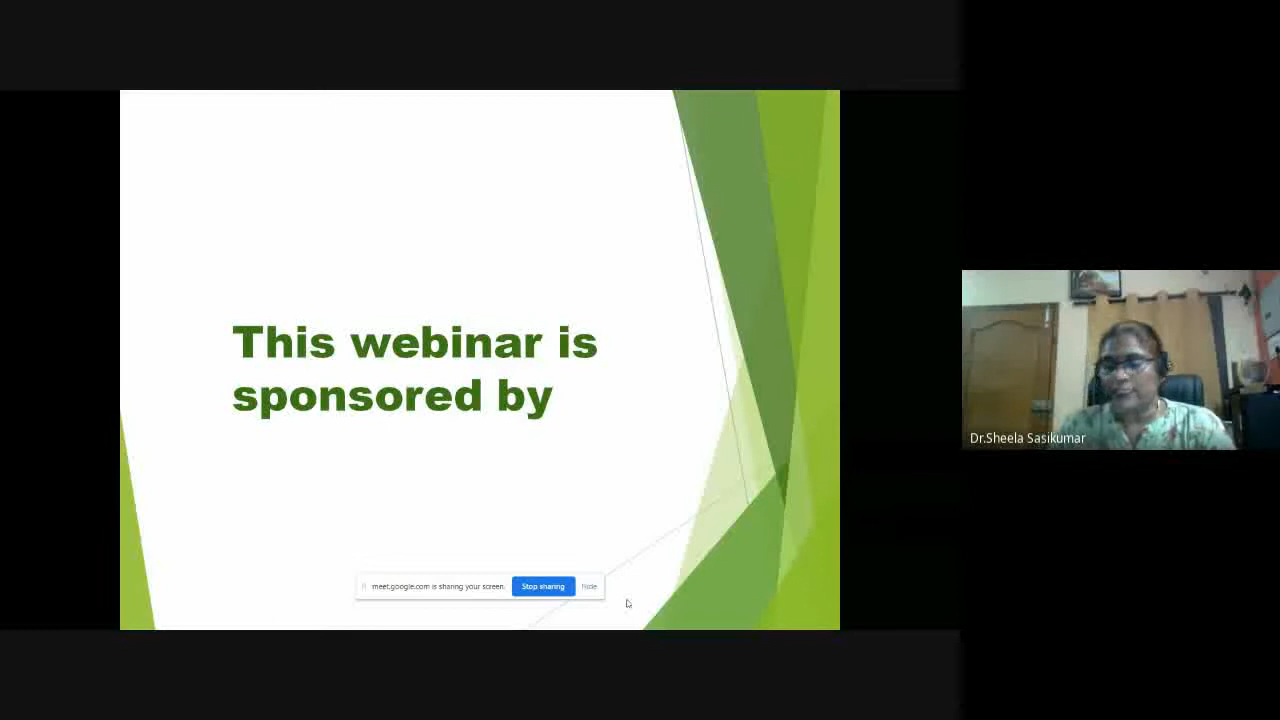 This webinar is
sponsored by
meet.google.com is sharing your screen. Stop sharing Hide
Dr.Sheela Sasikumar